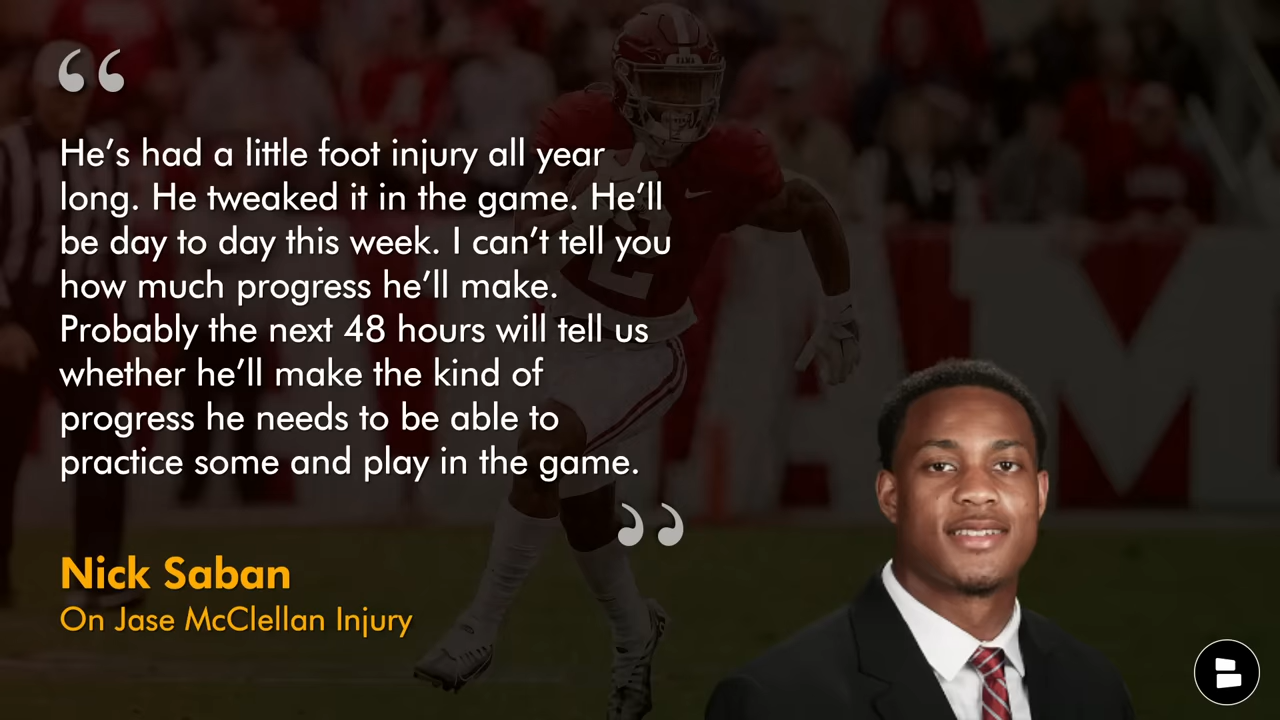 “
He’s had a little foot injury all year
long. He tweaked it in the game. He’ll
be day to day this week. I can’t tell you
how much progress he’ll make.
Probably the next 48 hours will tell us
whether he’ll make the kind of
progress he needs to be able to
practice some and play in the game.
”
Nick Saban
On Jase McClellan Injury
BAMA
2
AM
B